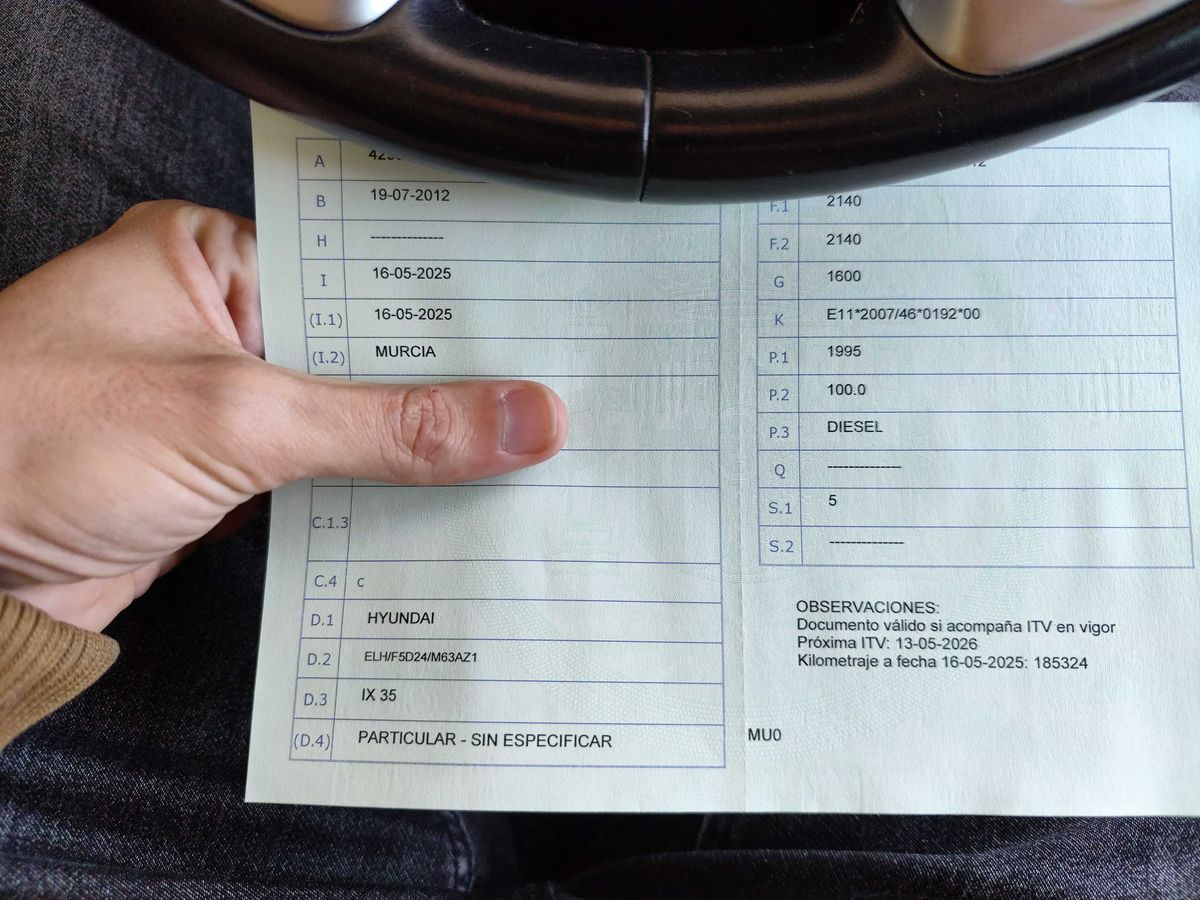 A
B 19-07-2012
H --------------
I 16-05-2025
(I.1) 16-05-2025
(I.2) MURCIA
C.1.3
C.4 c
D.1 HYUNDAI
D.2 ELH/F5D24/M63AZ1
D.3 IX 35
(D.4) PARTICULAR - SIN ESPECIFICAR
F.1 2140
F.2 2140
G 1600
K E11*2007/46*0192*00
P.1 1995
P.2 100.0
P.3 DIESEL
Q --------------
S.1 5
S.2 --------------
OBSERVACIONES:
Documento válido si acompaña ITV en vigor
Próxima ITV: 13-05-2026
Kilometraje a fecha 16-05-2025: 185324
MU0